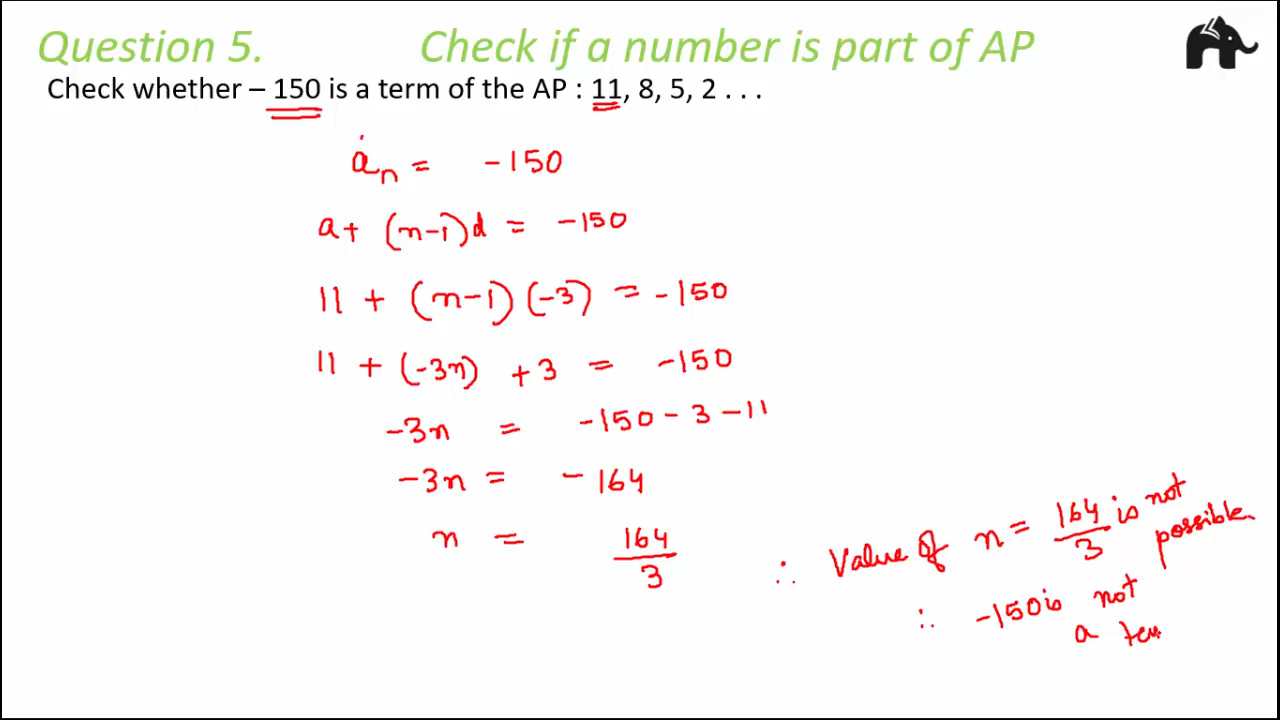 Question 5. Check if a number is part of AP
Check whether – 150 is a term of the AP : 11, 8, 5, 2 . . .
aₙ = -150
a + (n-1)d = -150
11 + (n-1)(-3) = -150
11 + (-3n) + 3 = -150
-3n = -150 - 3 - 11
-3n = -164
n = 164/3
∴ Value of n = 164/3 is not possible.
∴ -150 is not
a ter